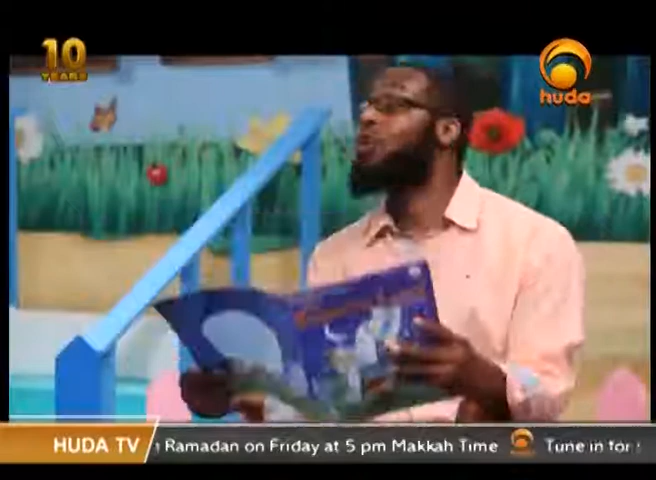 10
YEARS
huda
HUDA TV
Ramadan on Friday at 5 pm Makkah Time
Tune in for